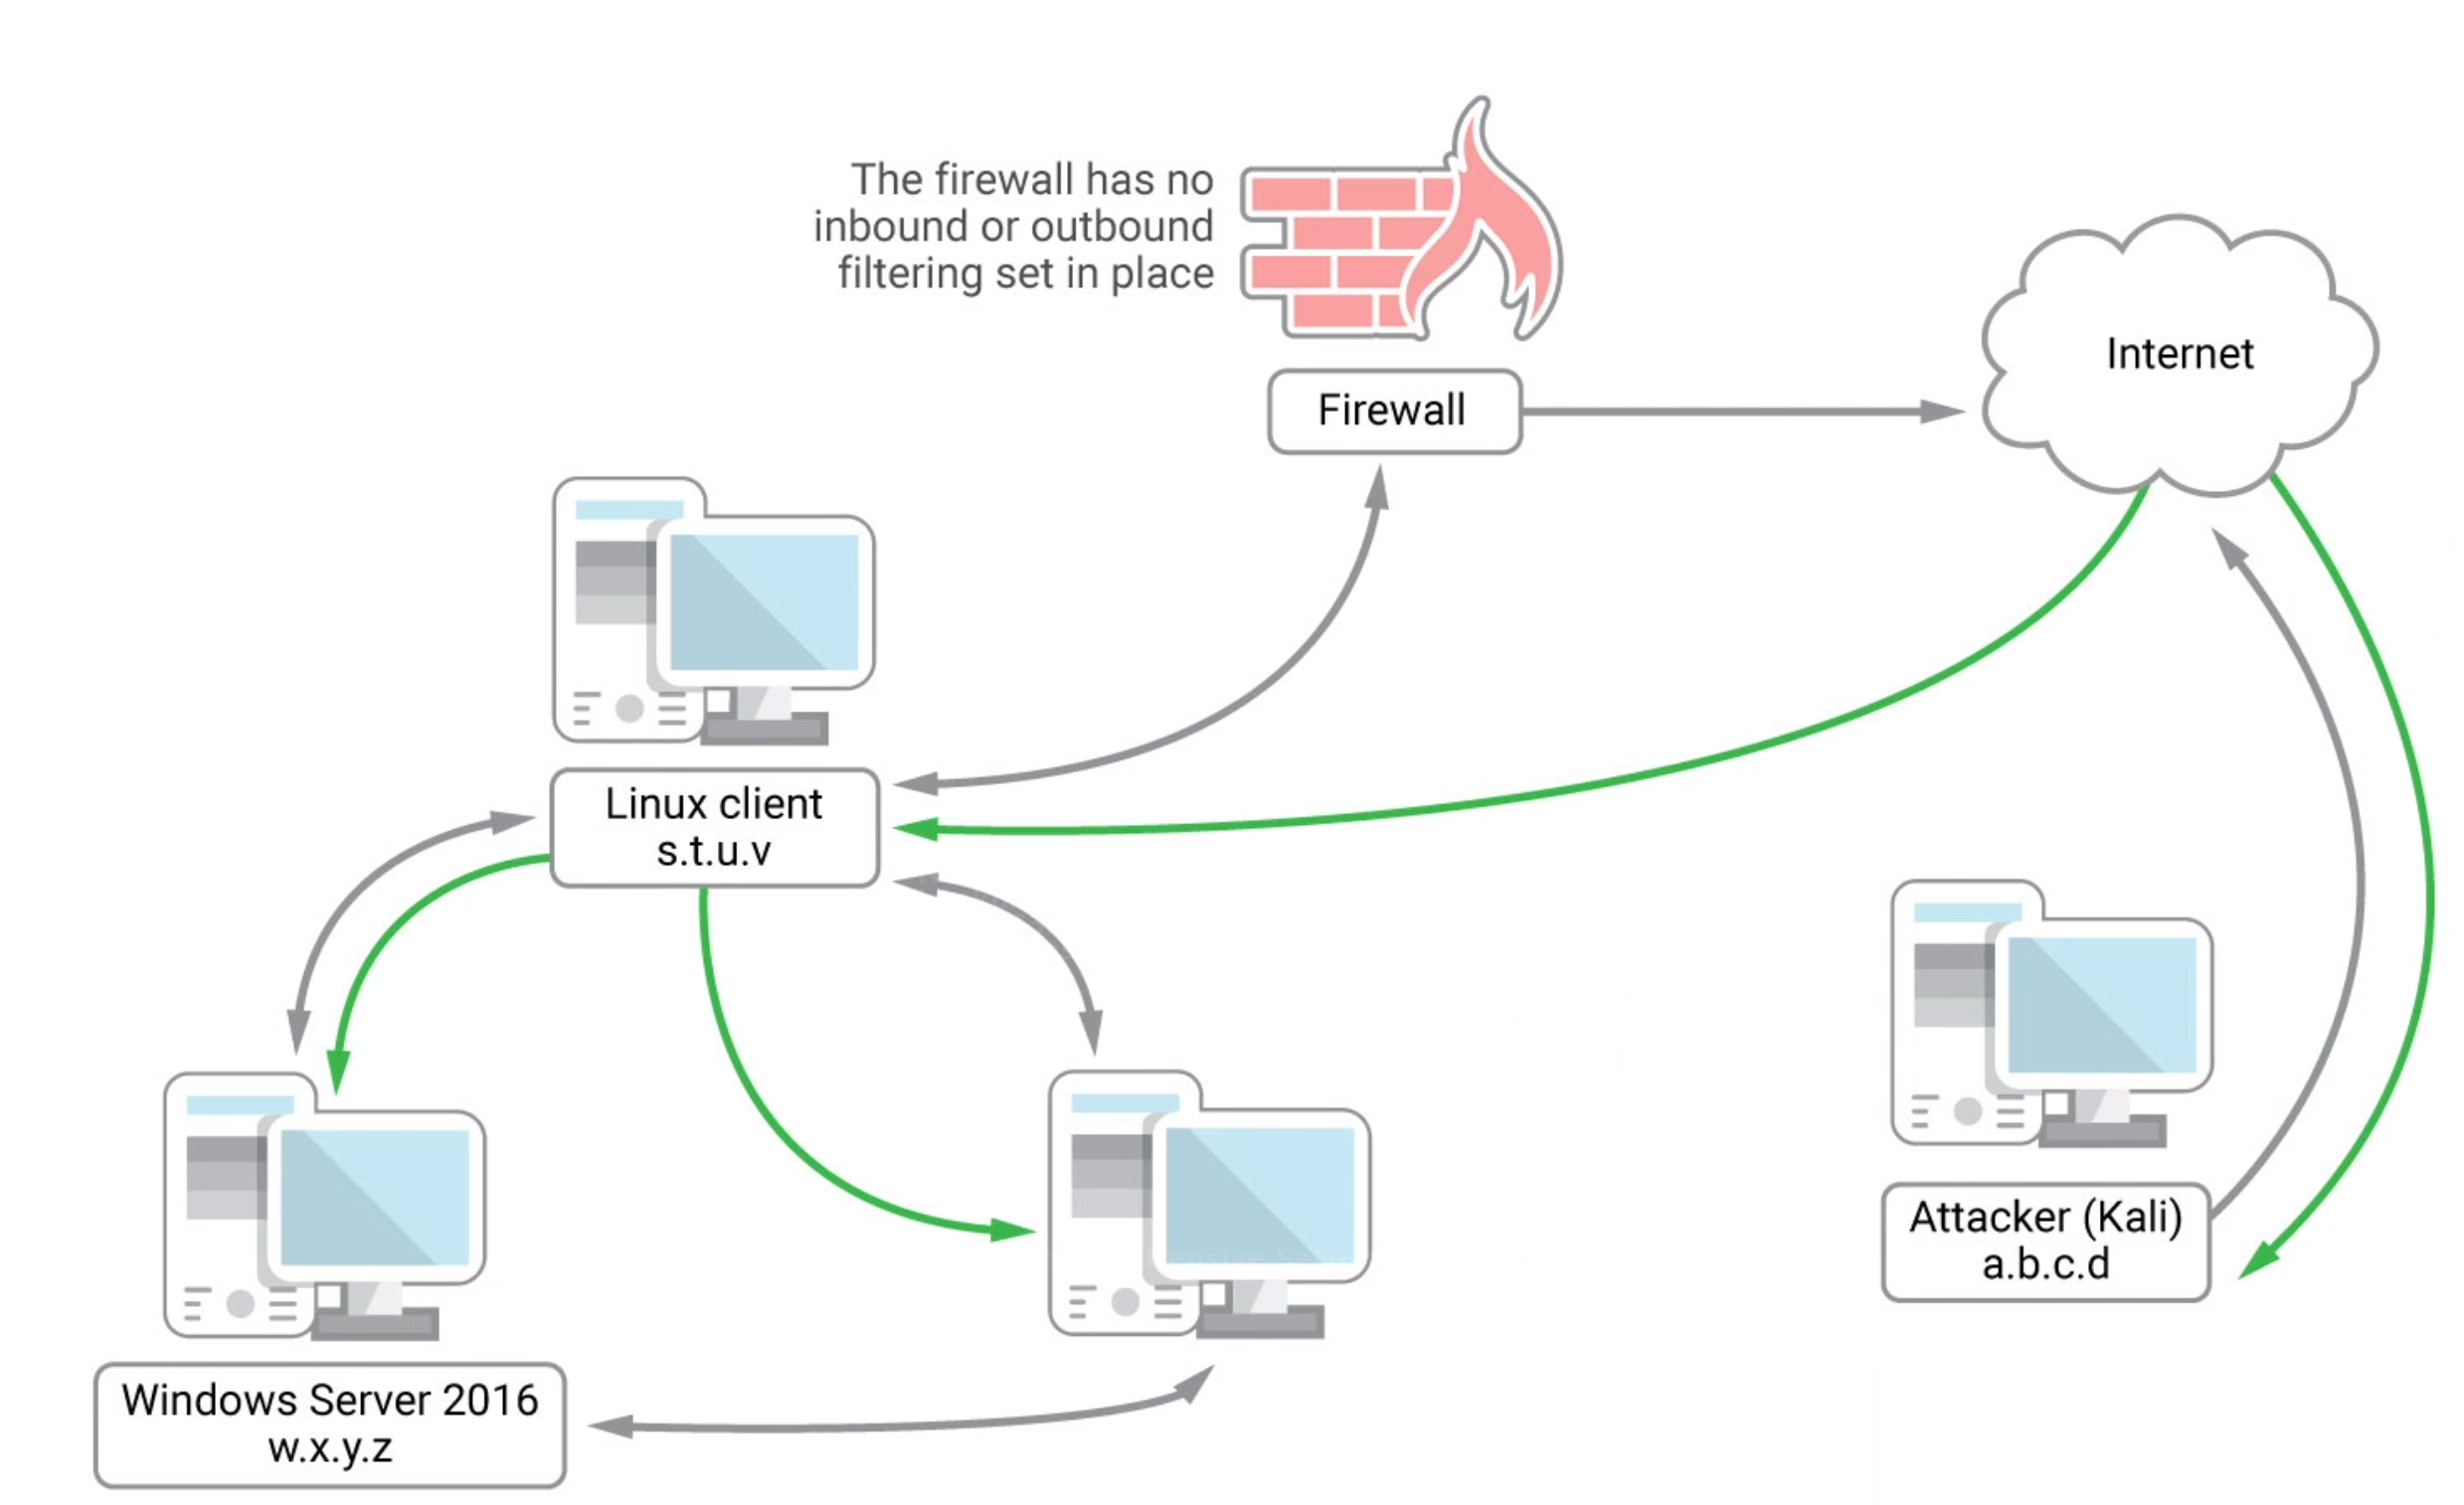 The firewall has no
inbound or outbound
filtering set in place
Firewall
Internet
Linux client
s.t.u.v
Attacker (Kali)
a.b.c.d
Windows Server 2016
w.x.y.z